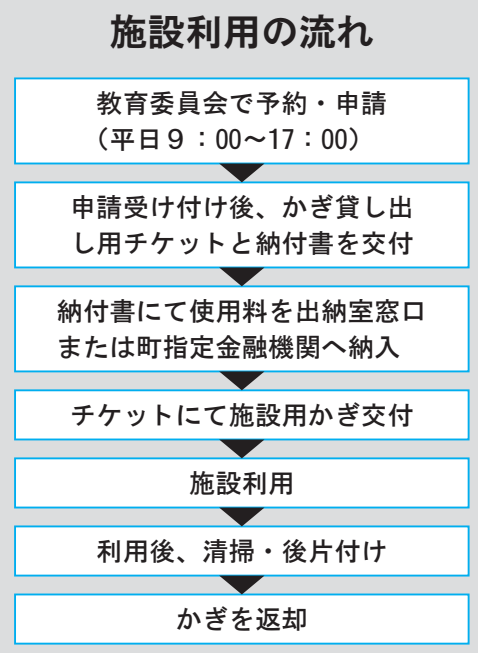 施設利用の流れ
教育委員会で予約・申請
（平日９：00〜17：00）
申請受け付け後、かぎ貸し出
し用チケットと納付書を交付
納付書にて使用料を出納室窓口
または町指定金融機関へ納入
チケットにて施設用かぎ交付
施設利用
利用後、清掃・後片付け
かぎを返却